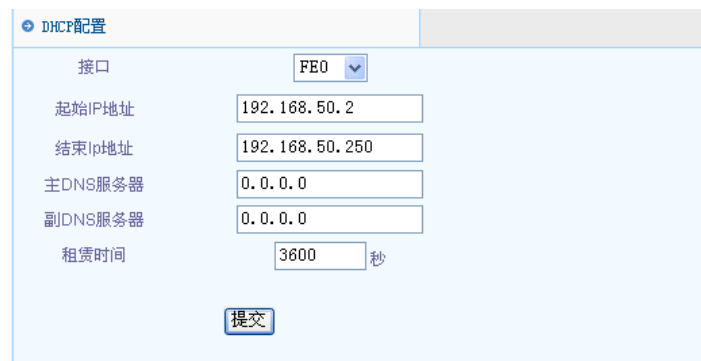 DHCP配置
接口 FE0
起始IP地址 192.168.50.2
结束Ip地址 192.168.50.250
主DNS服务器 0.0.0.0
副DNS服务器 0.0.0.0
租赁时间 3600 秒
提交